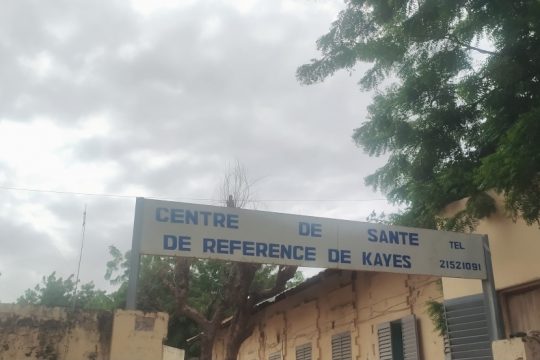 CENTRE DE SANTE TEL
DE REFERENCE DE KAYES 21521091